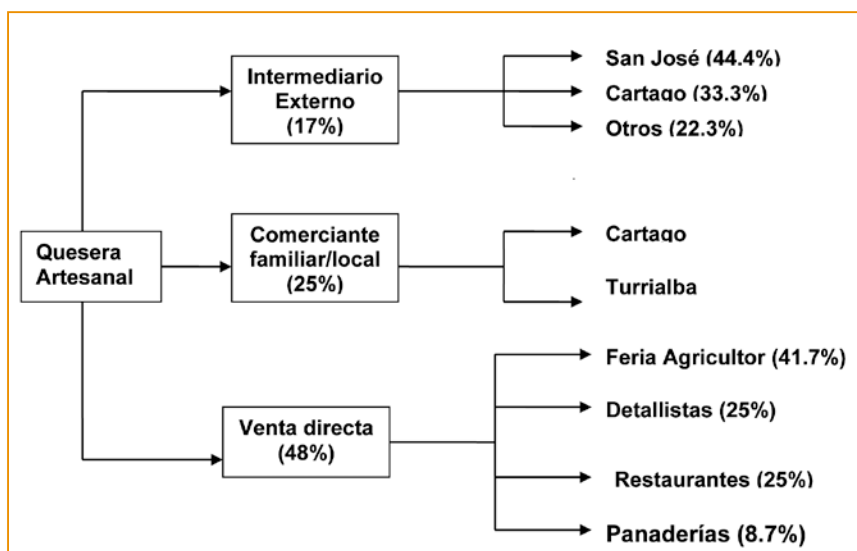 Intermediario
Externo
(17%)
San José (44.4%)
Cartago (33.3%)
Otros (22.3%)
Quesera
Artesanal
Comerciante
familiar/local
(25%)
Cartago
Turrialba
Venta directa
(48%)
Feria Agricultor (41.7%)
Detallistas (25%)
Restaurantes (25%)
Panaderías (8.7%)